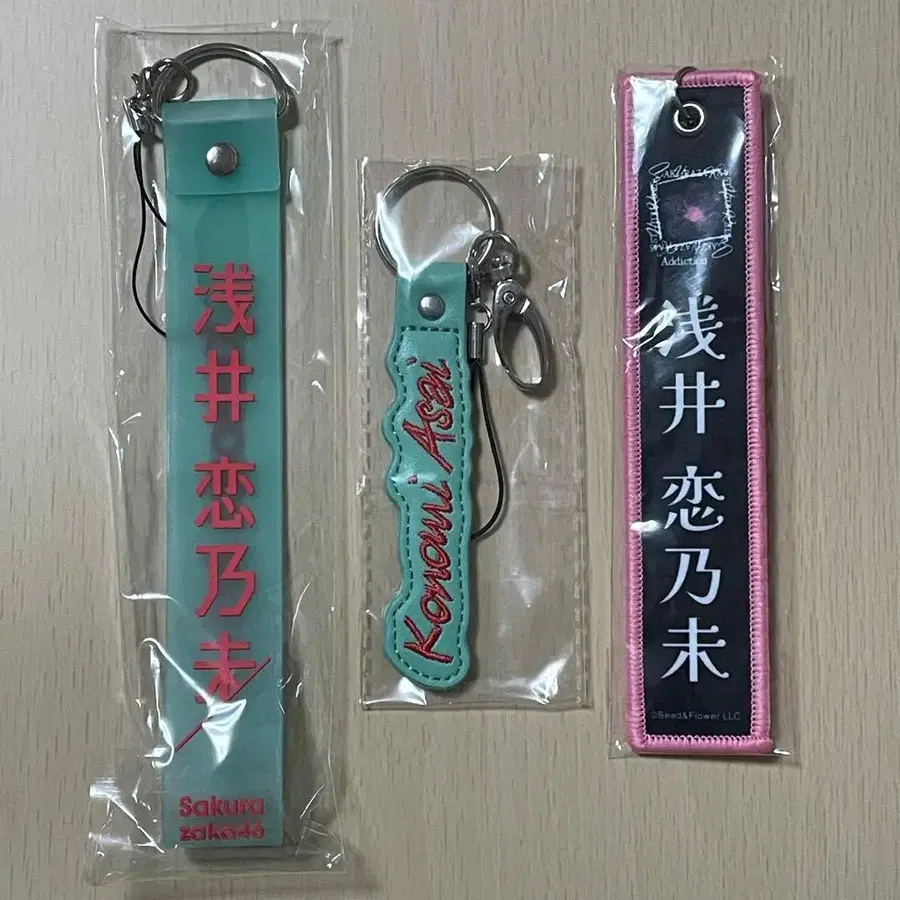 浅井恋乃未
Sakura
zaka46
Konomi Asai
Addiction
浅井 恋乃未
©Seed&Flower LLC